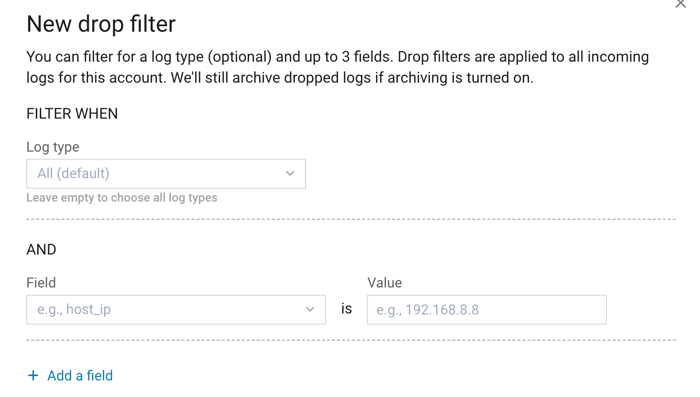 New drop filter
You can filter for a log type (optional) and up to 3 fields. Drop filters are applied to all incoming
logs for this account. We'll still archive dropped logs if archiving is turned on.
FILTER WHEN
Log type
All (default)
Leave empty to choose all log types
AND
Field
Value
e.g., host_ip
is
e.g., 192.168.8.8
+ Add a field